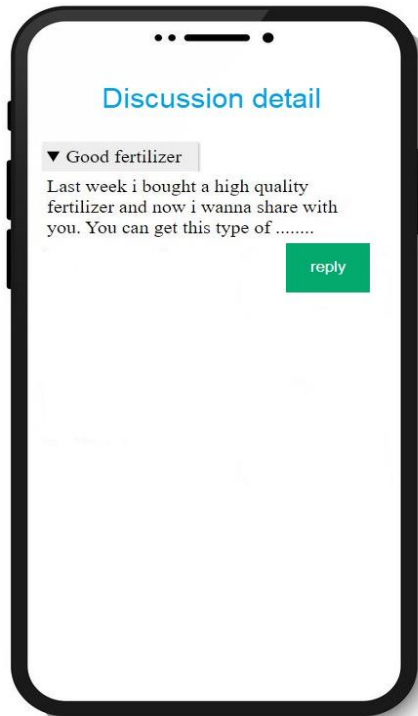 Discussion detail
▼ Good fertilizer
Last week i bought a high quality
fertilizer and now i wanna share with
you. You can get this type of ........
reply